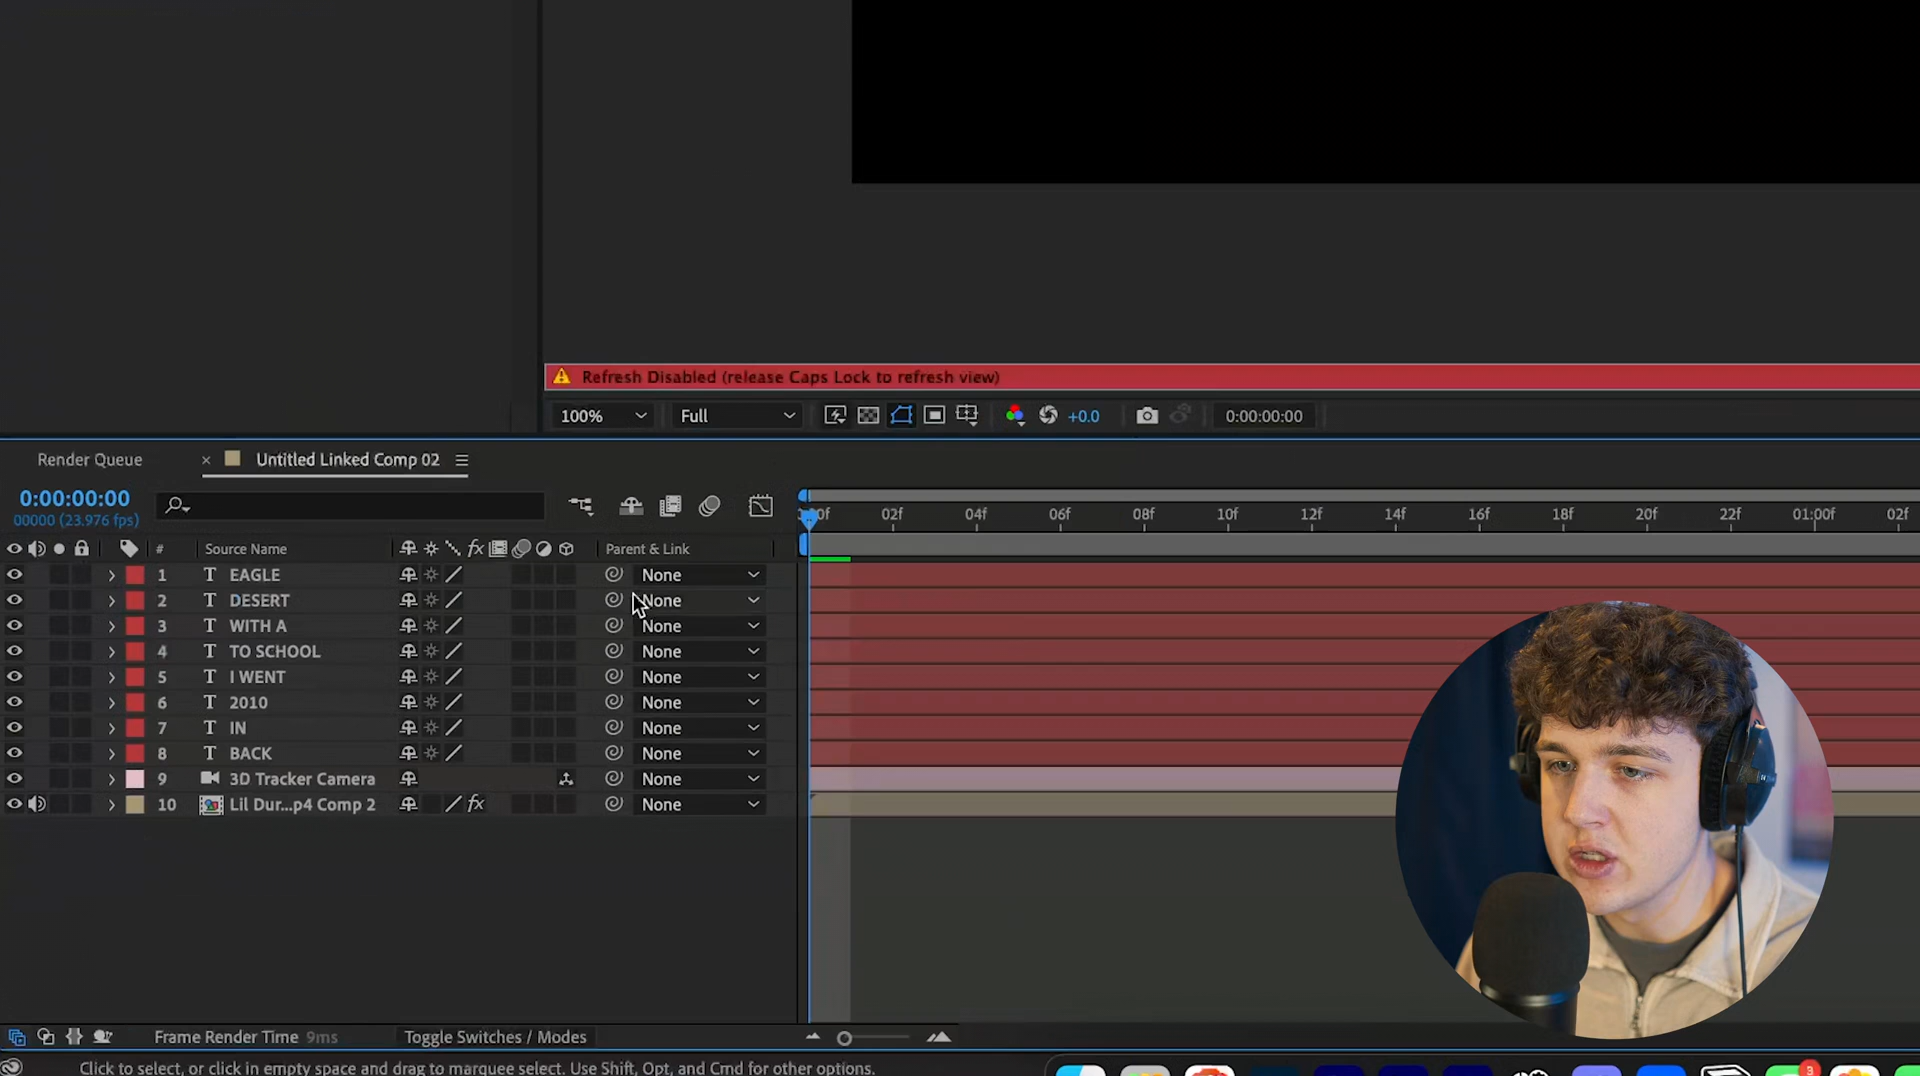 Refresh Disabled (release Caps Lock to refresh view)
100% Full +0.0 0:00:00:00
Render Queue Untitled Linked Comp 02
0:00:00:00
00000 (23.976 fps)
02f 04f 06f 08f 10f 12f 14f 16f 18f 20f 22f 01:00f 02f
# Source Name fx Parent & Link
1 T EAGLE None
2 T DESERT None
3 T WITH A None
4 T TO SCHOOL None
5 T I WENT None
6 T 2010 None
7 T IN None
8 T BACK None
9 3D Tracker Camera None
10 Lil Dur...p4 Comp 2 fx None
Frame Render Time 9ms Toggle Switches / Modes
Click to select, or click in empty space and drag to marquee select. Use Shift, Opt, and Cmd for other options.
3